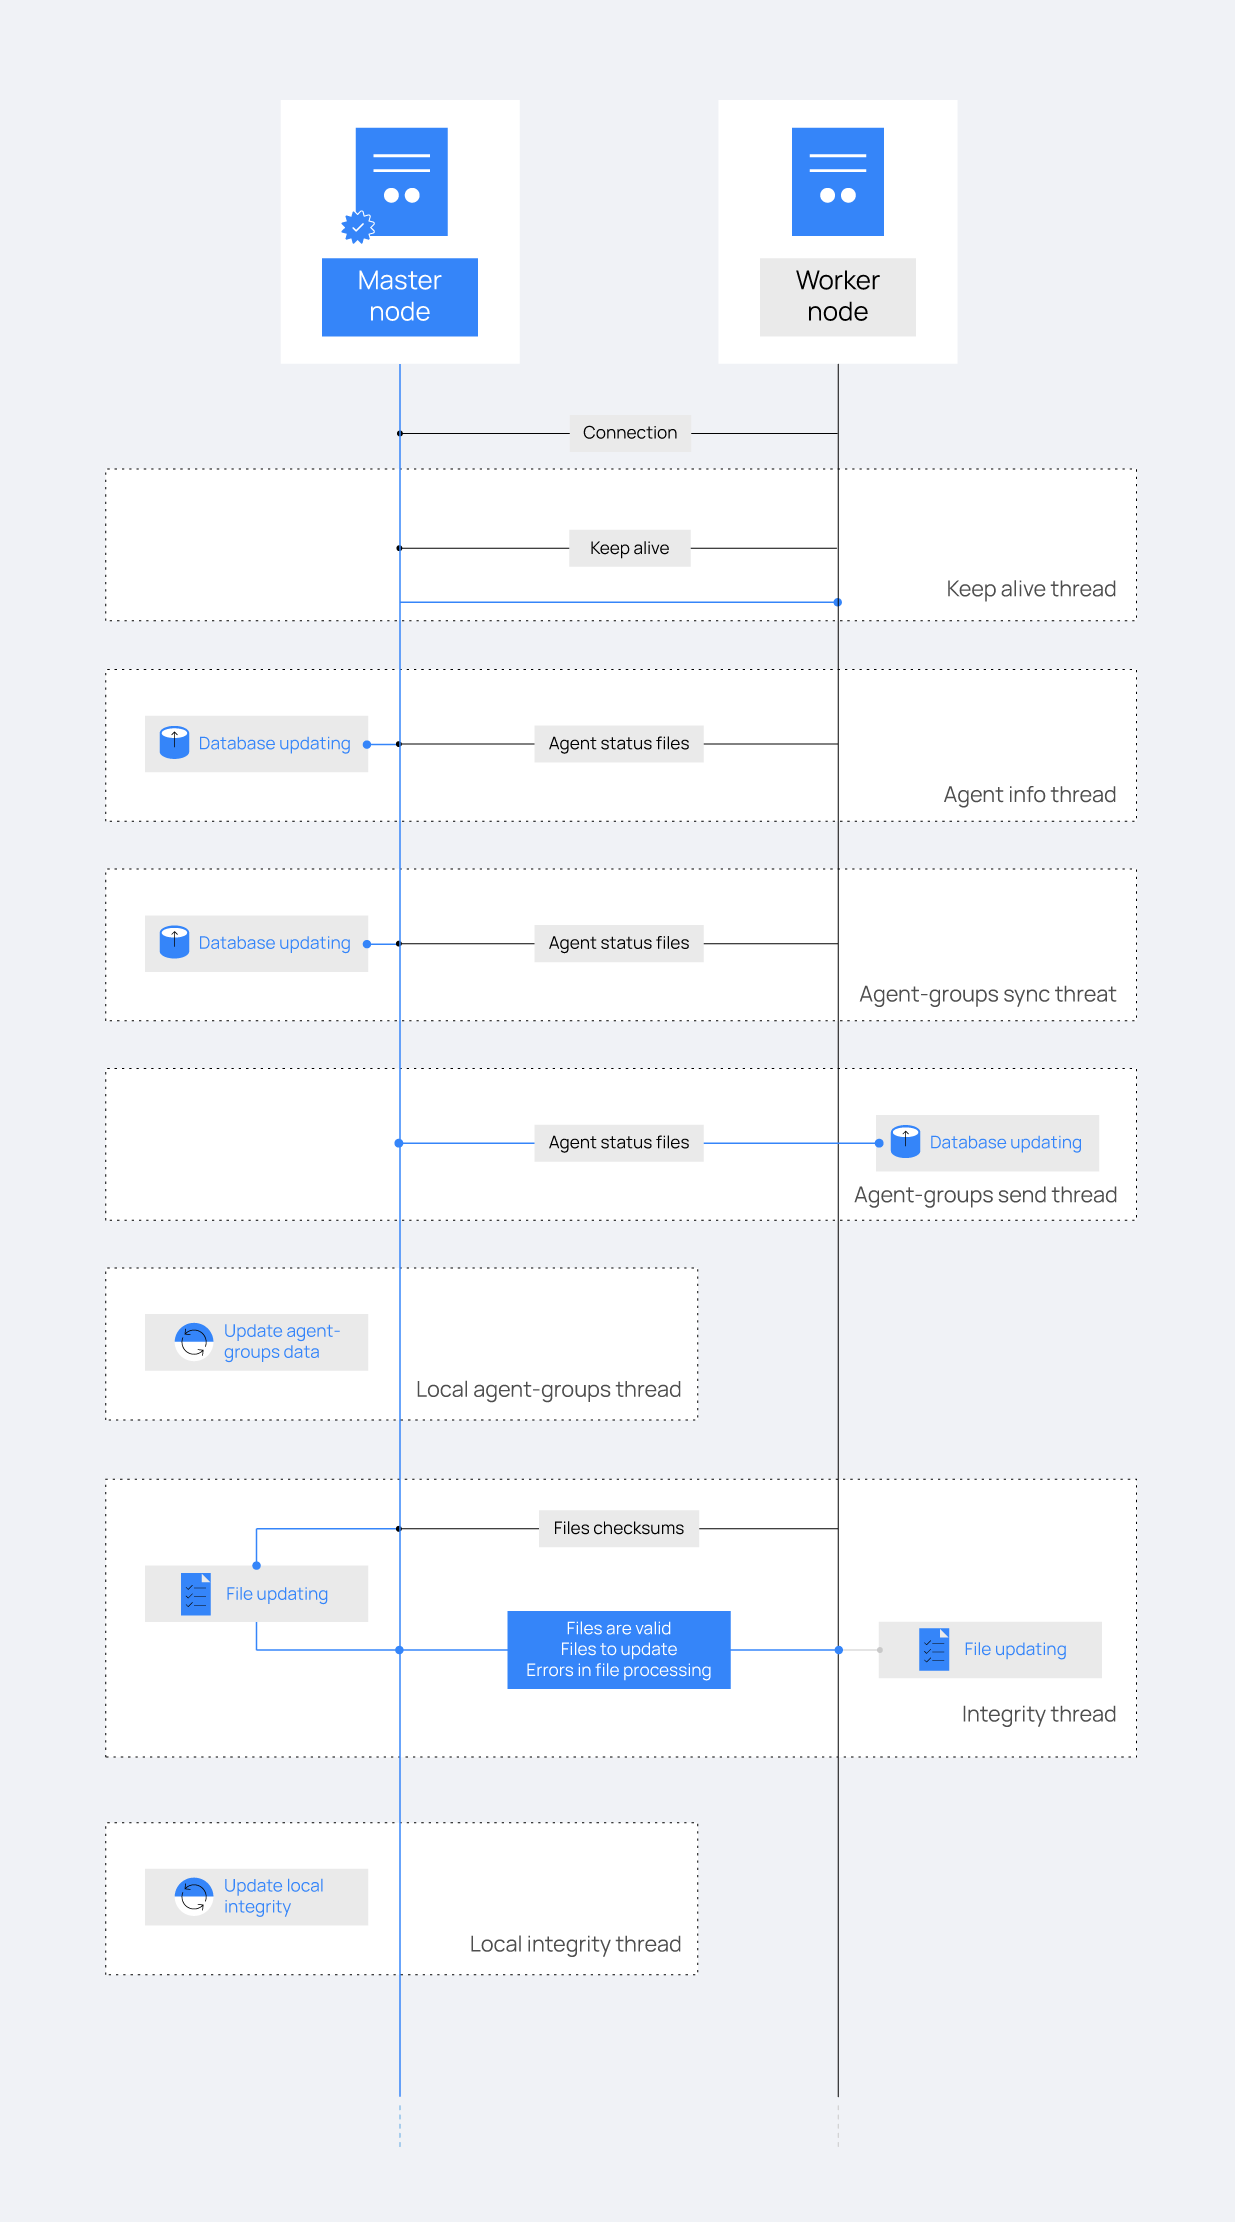 Master
node
Worker
node
Connection
Keep alive
Keep alive thread
Database updating
Agent status files
Agent info thread
Database updating
Agent status files
Agent-groups sync threat
Agent status files
Database updating
Agent-groups send thread
Update agent-
groups data
Local agent-groups thread
Files checksums
File updating
Files are valid
Files to update
Errors in file processing
File updating
Integrity thread
Update local
integrity
Local integrity thread